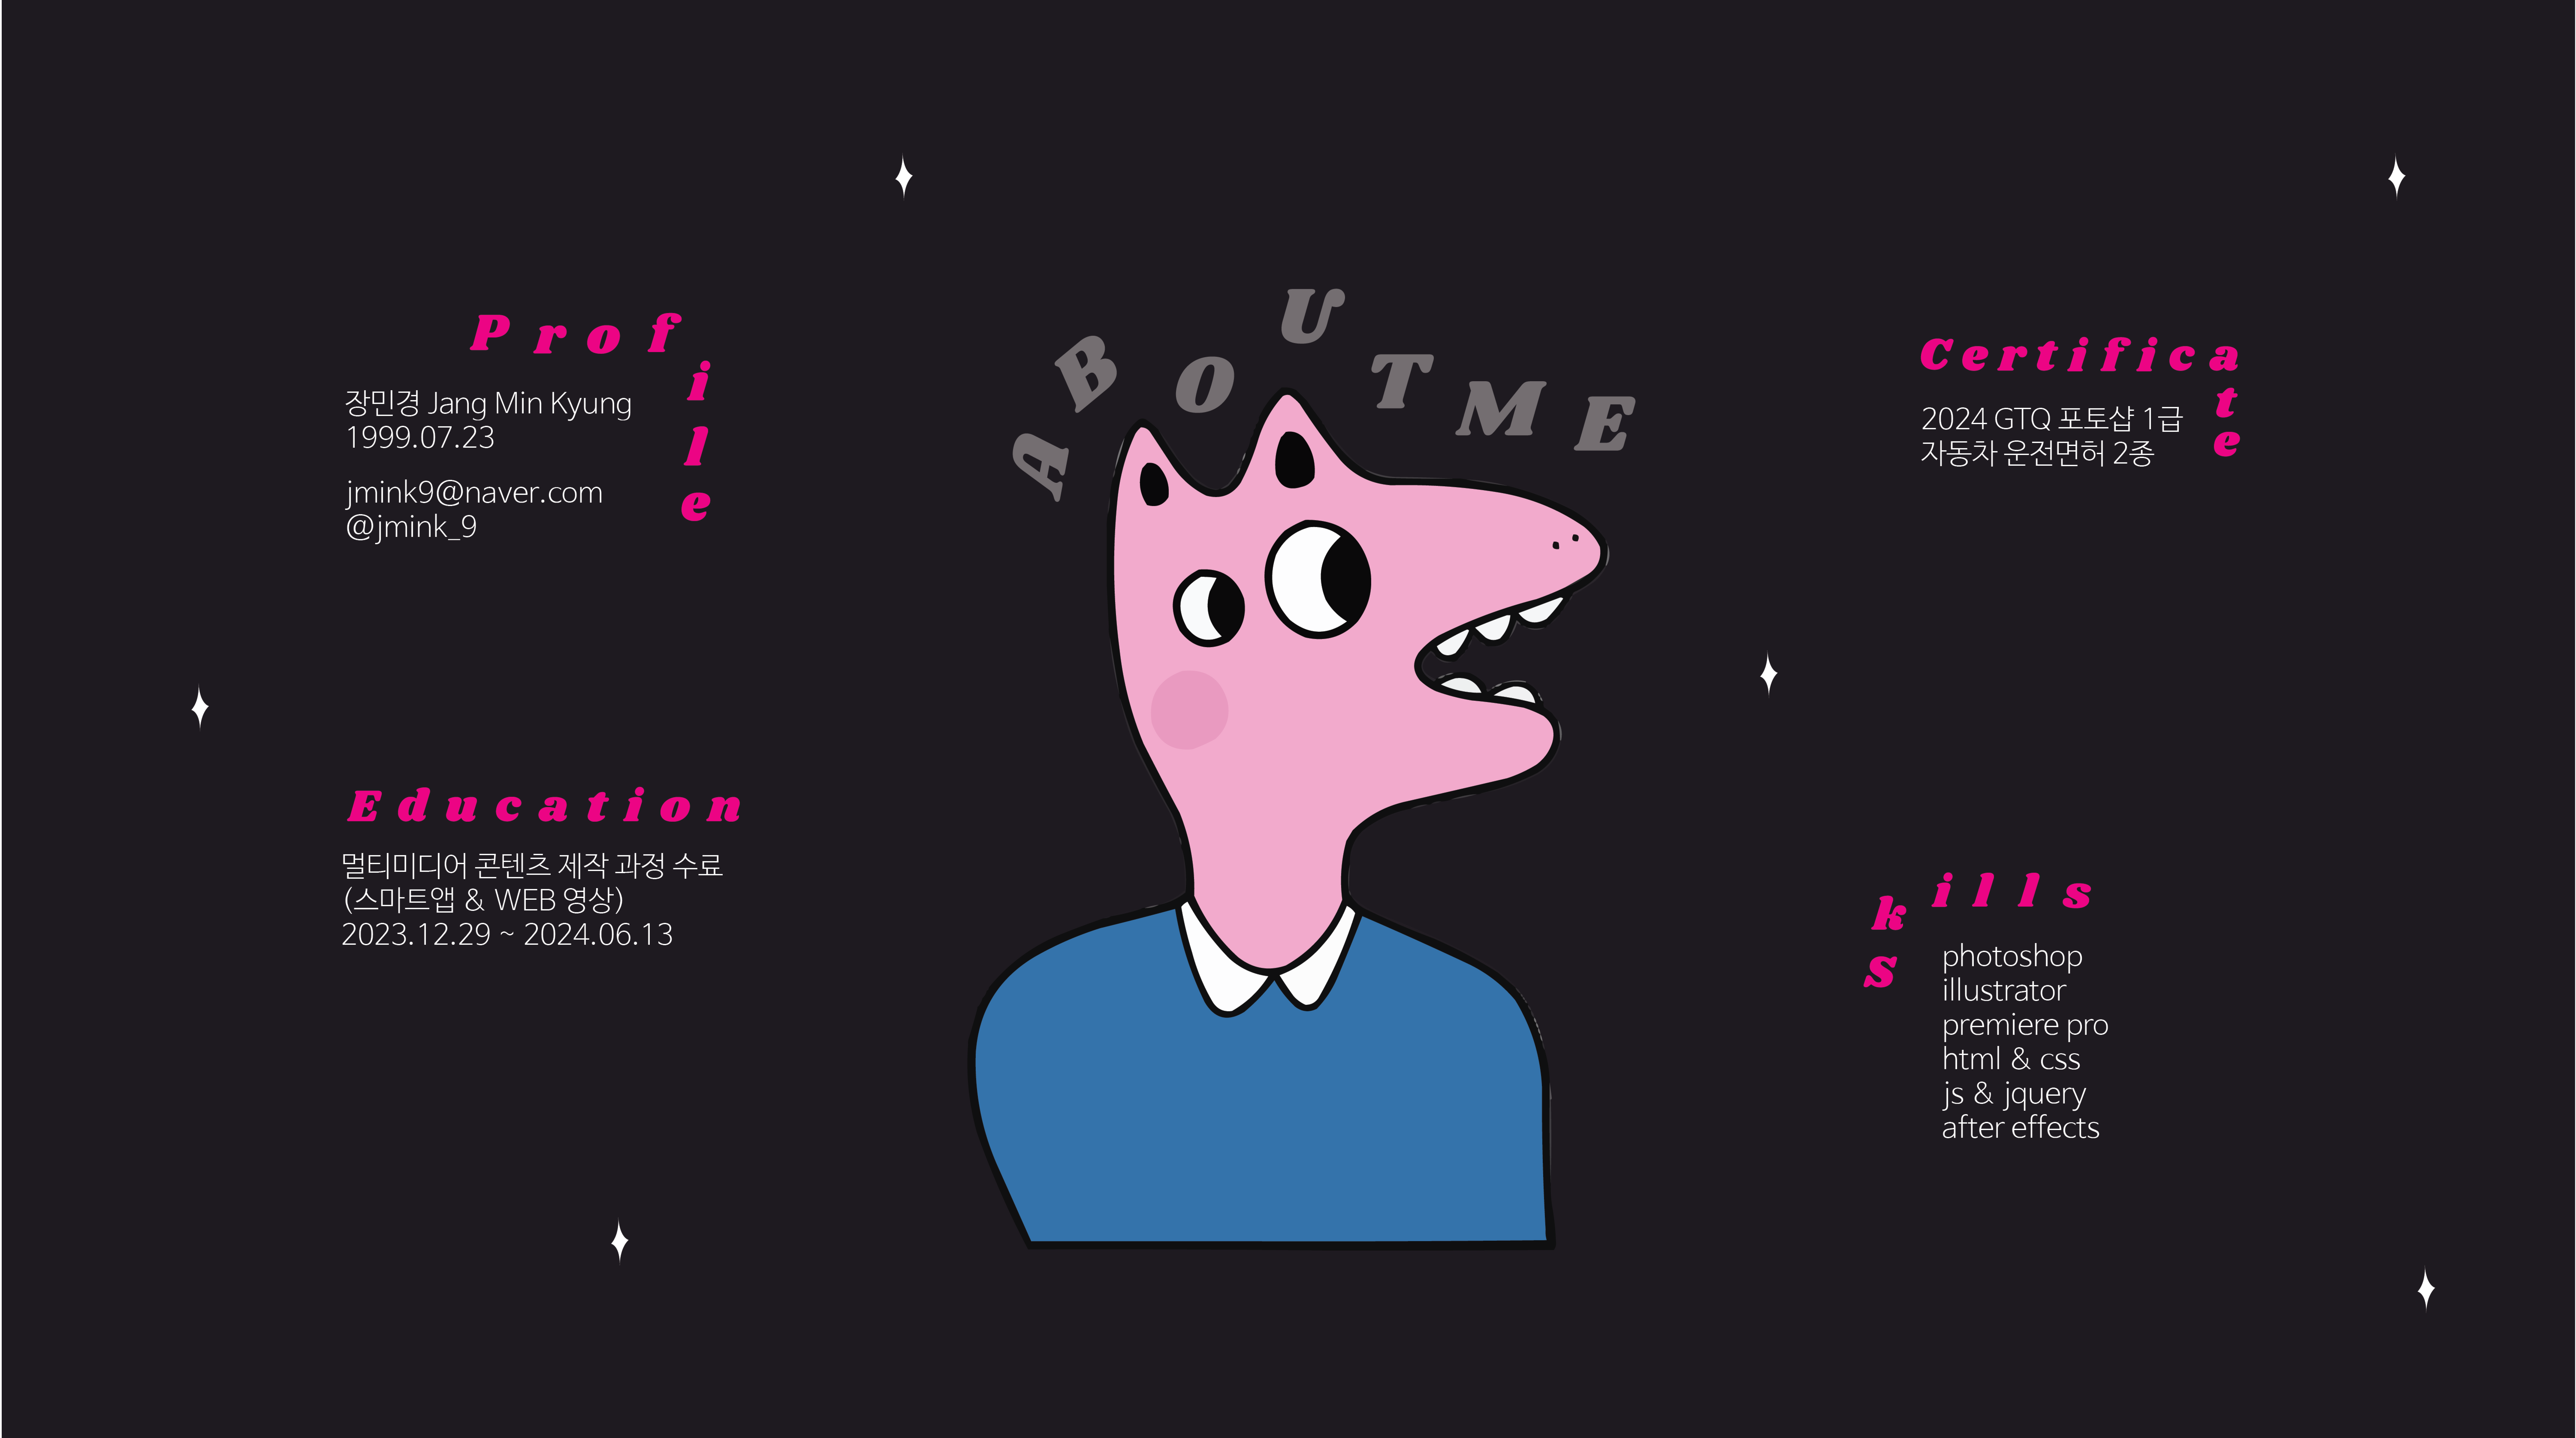 ABOUT ME
Profile
장민경 Jang Min Kyung
1999.07.23
jmink9@naver.com
@jmink_9
Education
멀티미디어 콘텐츠 제작 과정 수료
(스마트앱 & WEB 영상)
2023.12.29 ~ 2024.06.13
Certificate
2024 GTQ 포토샵 1급
자동차 운전면허 2종
skills
photoshop
illustrator
premiere pro
html & css
js & jquery
after effects